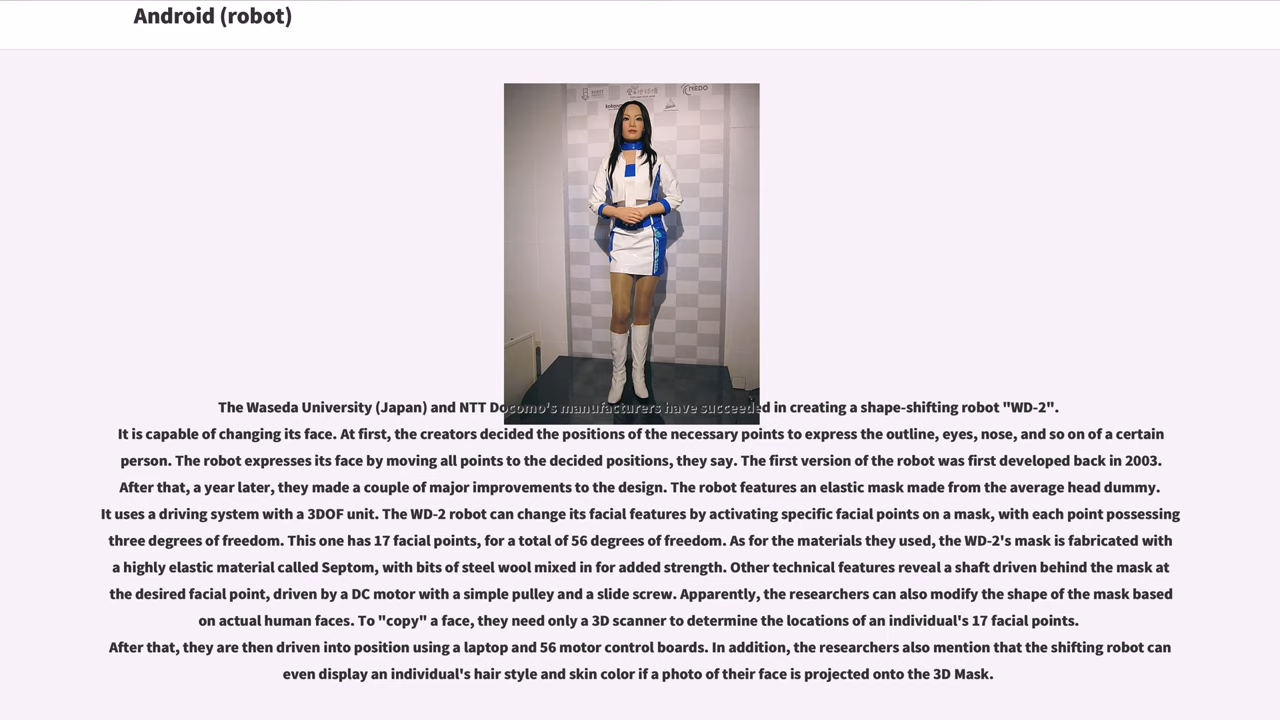 Android (robot)
NEDO
The Waseda University (Japan) and NTT Docomo's manufacturers have succeeded in creating a shape-shifting robot "WD-2".
It is capable of changing its face. At first, the creators decided the positions of the necessary points to express the outline, eyes, nose, and so on of a certain
person. The robot expresses its face by moving all points to the decided positions, they say. The first version of the robot was first developed back in 2003.
After that, a year later, they made a couple of major improvements to the design. The robot features an elastic mask made from the average head dummy.
It uses a driving system with a 3DOF unit. The WD-2 robot can change its facial features by activating specific facial points on a mask, with each point possessing
three degrees of freedom. This one has 17 facial points, for a total of 56 degrees of freedom. As for the materials they used, the WD-2's mask is fabricated with
a highly elastic material called Septom, with bits of steel wool mixed in for added strength. Other technical features reveal a shaft driven behind the mask at
the desired facial point, driven by a DC motor with a simple pulley and a slide screw. Apparently, the researchers can also modify the shape of the mask based
on actual human faces. To "copy" a face, they need only a 3D scanner to determine the locations of an individual's 17 facial points.
After that, they are then driven into position using a laptop and 56 motor control boards. In addition, the researchers also mention that the shifting robot can
even display an individual's hair style and skin color if a photo of their face is projected onto the 3D Mask.